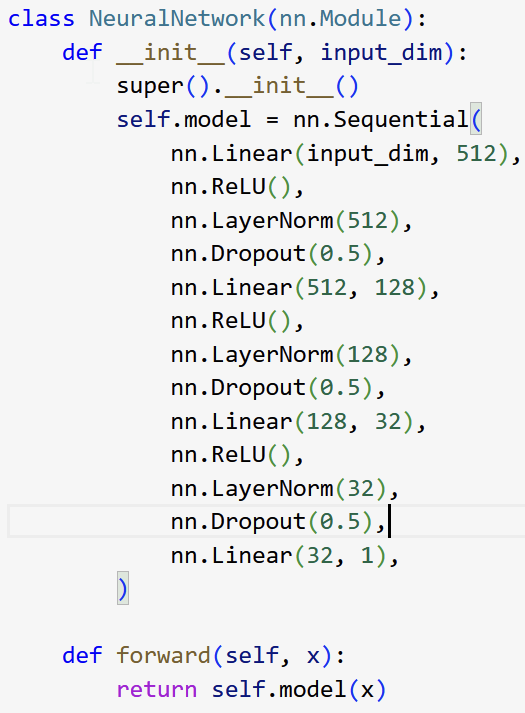 class NeuralNetwork(nn.Module):
    def __init__(self, input_dim):
        super().__init__()
        self.model = nn.Sequential(
            nn.Linear(input_dim, 512),
            nn.ReLU(),
            nn.LayerNorm(512),
            nn.Dropout(0.5),
            nn.Linear(512, 128),
            nn.ReLU(),
            nn.LayerNorm(128),
            nn.Dropout(0.5),
            nn.Linear(128, 32),
            nn.ReLU(),
            nn.LayerNorm(32),
            nn.Dropout(0.5),
            nn.Linear(32, 1),
        )

    def forward(self, x):
        return self.model(x)